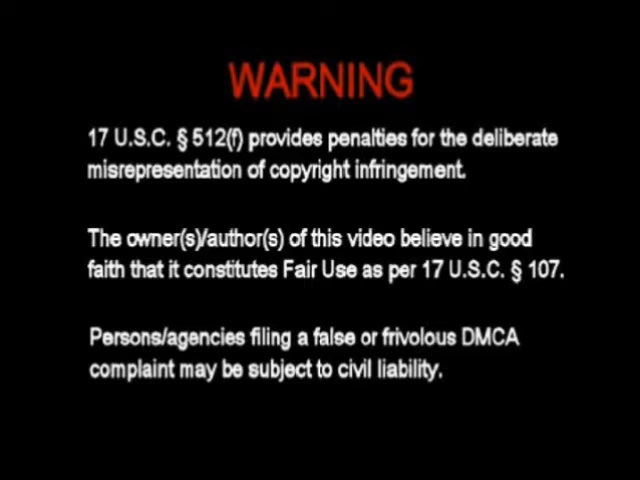 WARNING
17 U.S.C. § 512(f) provides penalties for the deliberate
misrepresentation of copyright infringement.
The owner(s)/author(s) of this video believe in good
faith that it constitutes Fair Use as per 17 U.S.C. § 107.
Persons/agencies filing a false or frivolous DMCA
complaint may be subject to civil liability.